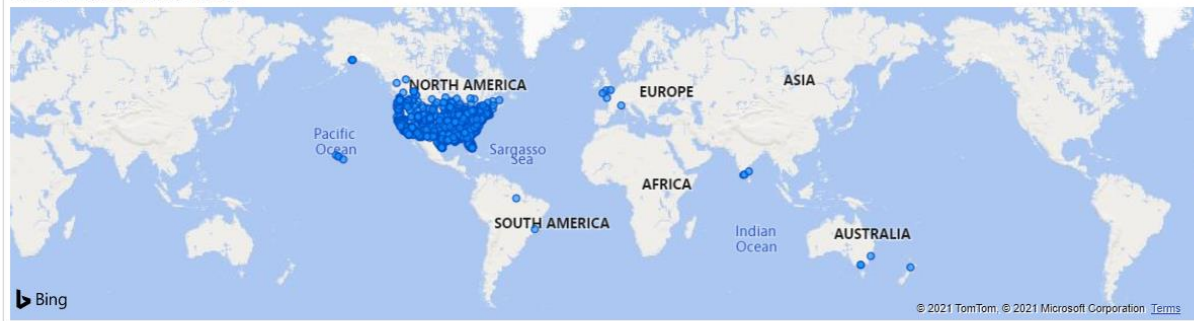 NORTH AMERICA
EUROPE
ASIA
Pacific
Ocean
Sargasso
Sea
AFRICA
SOUTH AMERICA
Indian
Ocean
AUSTRALIA
Bing
© 2021 TomTom, © 2021 Microsoft Corporation Terms